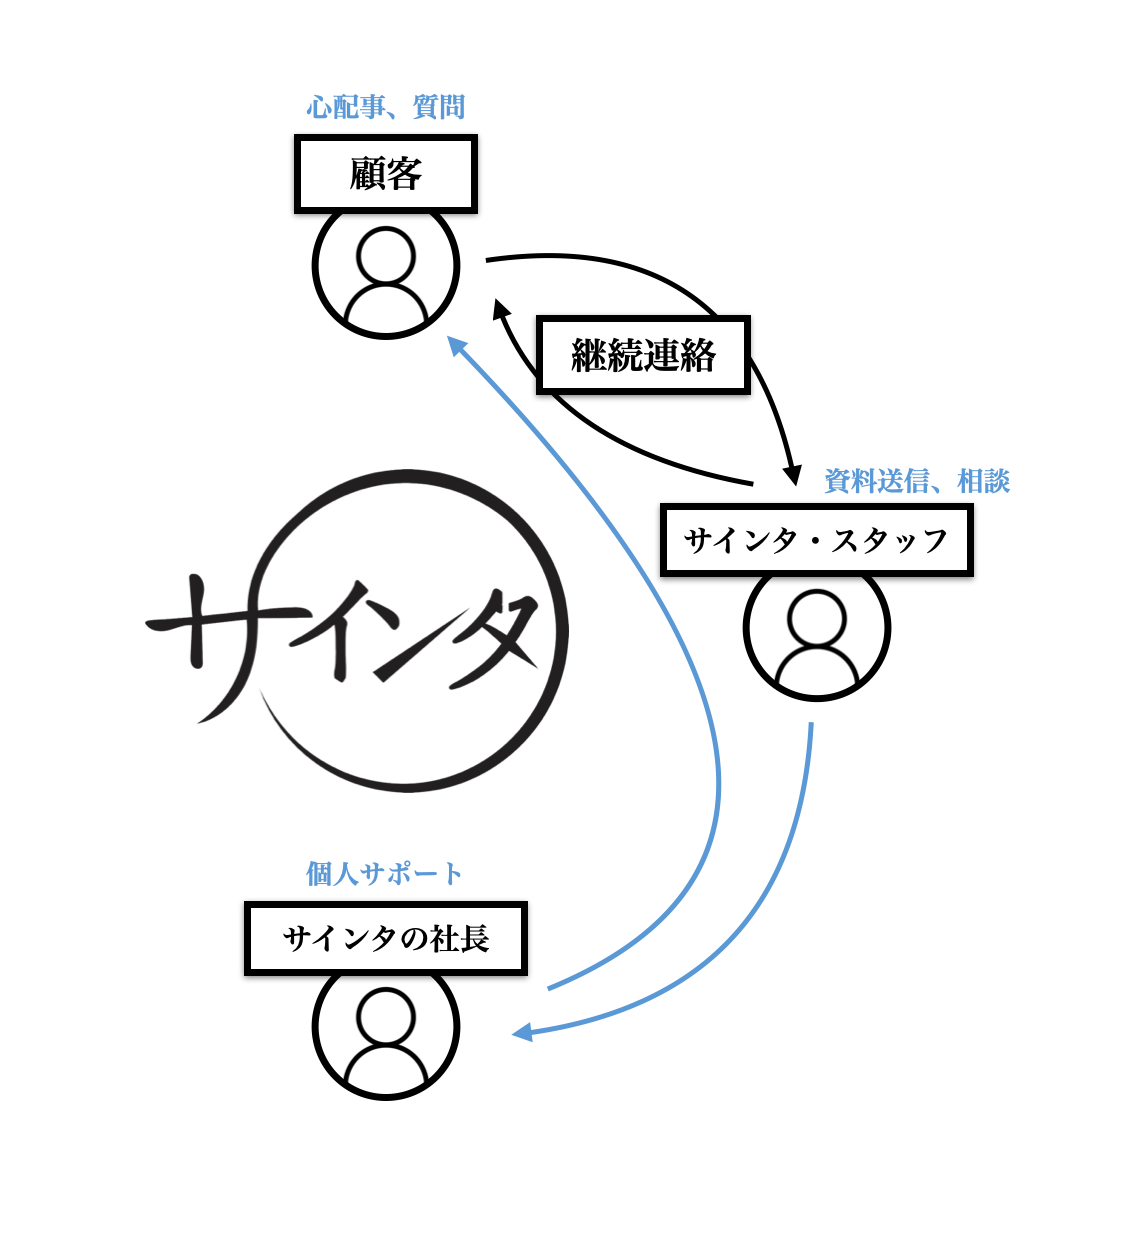 心配事、質問
顧客
継続連絡
資料送信、相談
サインタ・スタッフ
サインタ
個人サポート
サインタの社長